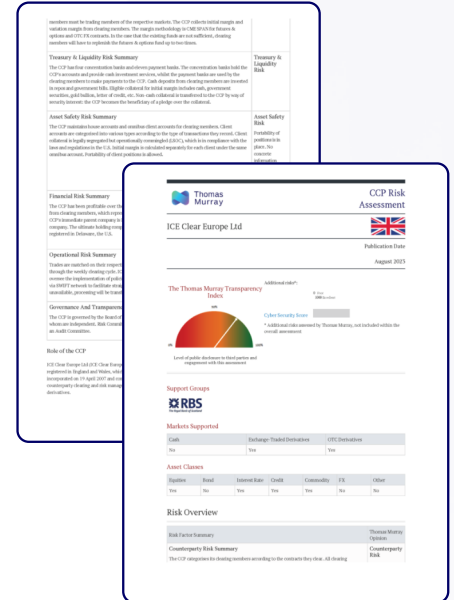 members must be trading members of the respective markets. The CCP collects initial margin and
variation margin from clearing members. The margin methodology is CME SPAN for futures &
options and OTC FX contracts. In the case that the existing funds are not sufficient, clearing
members will have to replenish the futures & options fund up to two times.
Treasury & Liquidity Risk Summary
The CCP has four concentration banks and eleven payment banks. The concentration banks hold the
CCP's accounts and provide cash investment services, whilst the payment banks are used by the
clearing members to make payments to the CCP. Cash deposits from clearing members are invested
in repos and government bills. Eligible collateral for initial margin includes cash, government
securities, gold bullion, letter of credit, etc. Non-cash collateral is transferred to the CCP by way of
security interest: the CCP becomes the beneficiary of a pledge over the collateral.
Treasury &
Liquidity
Risk
Asset Safety Risk Summary
The CCP maintains house accounts and omnibus client accounts for clearing members. Client
accounts are categorised into various types according to the type of transactions they record. Client
collateral is legally segregated but operationally commingled (LSOC), which is in compliance with the
laws and regulations in the U.S. Initial margin is calculated separately for each client under the same
omnibus account. Portability of client positions is allowed.
Asset Safety
Risk
Portability of
positions is in
place. No
concrete
information
Financial Risk Summary
The CCP has been profitable over the
from clearing members, which
CCP's immediate parent company is
company. The ultimate holding
registered in Delaware, the U.S.
Operational Risk Summary
Trades are matched on their
through the weekly clearing cycle.
oversee the implementation of
via SWIFT network to facilitate
unavailable, processing will be
Governance And Transparency
The CCP is governed by the Board of
whom are independent. Risk
an Audit Committee.
Role of the CCP
ICE Clear Europe Ltd (ICE Clear
registered in England and Wales,
incorporated on 19 April 2007 and
counterparty clearing and risk
derivatives.
Thomas
Murray
CCP Risk
Assessment
ICE Clear Europe Ltd
Publication Date
August 2023
The Thomas Murray Transparency
Index
50%
0%
100%
Level of public disclosure to third parties and
engagement with this assessment
Additional risks*:
Cyber Security Score
* Additional risks assessed by Thomas Murray, not included within the
overall assessment
Support Groups
RBS
The Royal Bank of Scotland
Markets Supported
Cash Exchange-Traded Derivatives OTC Derivatives
No Yes Yes
Asset Classes
Equities Bond Interest Rate Credit Commodity FX Other
Yes No Yes Yes Yes No No
Risk Overview
Risk Factor Summary
Thomas Murray
Opinion
Counterparty Risk Summary
The CCP categorises its clearing members according to the contracts they clear. All clearing
Counterparty
Risk